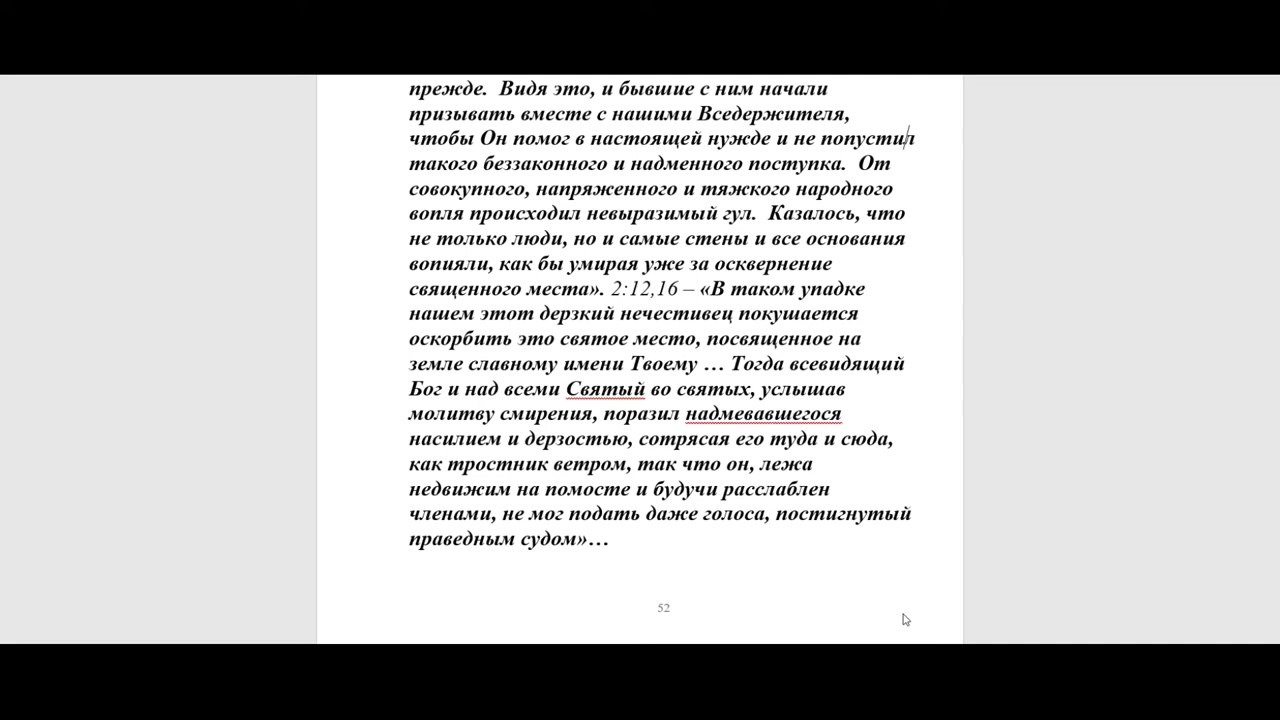 прежде.  Видя это, и бывшие с ним начали
призывать вместе с нашими Вседержителя,
чтобы Он помог в настоящей нужде и не попустил
такого беззаконного и надменного поступка.  От
совокупного, напряженного и тяжкого народного
вопля происходил невыразимый гул.  Казалось, что
не только люди, но и самые стены и все основания
вопияли, как бы умирая уже за осквернение
священного места». 2:12,16 – «В таком упадке
нашем этот дерзкий нечестивец покушается
оскорбить это святое место, посвященное на
земле славному имени Твоему … Тогда всевидящий
Бог и над всеми Святый во святых, услышав
молитву смирения, поразил надмевавшегося
насилием и дерзостью, сотрясая его туда и сюда,
как тростник ветром, так что он, лежа
недвижим на помосте и будучи расслаблен
членами, не мог подать даже голоса, постигнутый
праведным судом»…
52